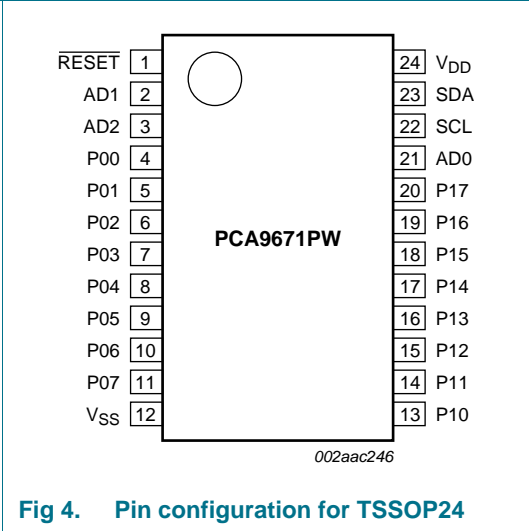 RESET 1 24 VDD
AD1 2 23 SDA
AD2 3 22 SCL
P00 4 21 AD0
P01 5 20 P17
P02 6 19 P16
PCA9671PW
P03 7 18 P15
P04 8 17 P14
P05 9 16 P13
P06 10 15 P12
P07 11 14 P11
VSS 12 13 P10
002aac246
Fig 4. Pin configuration for TSSOP24